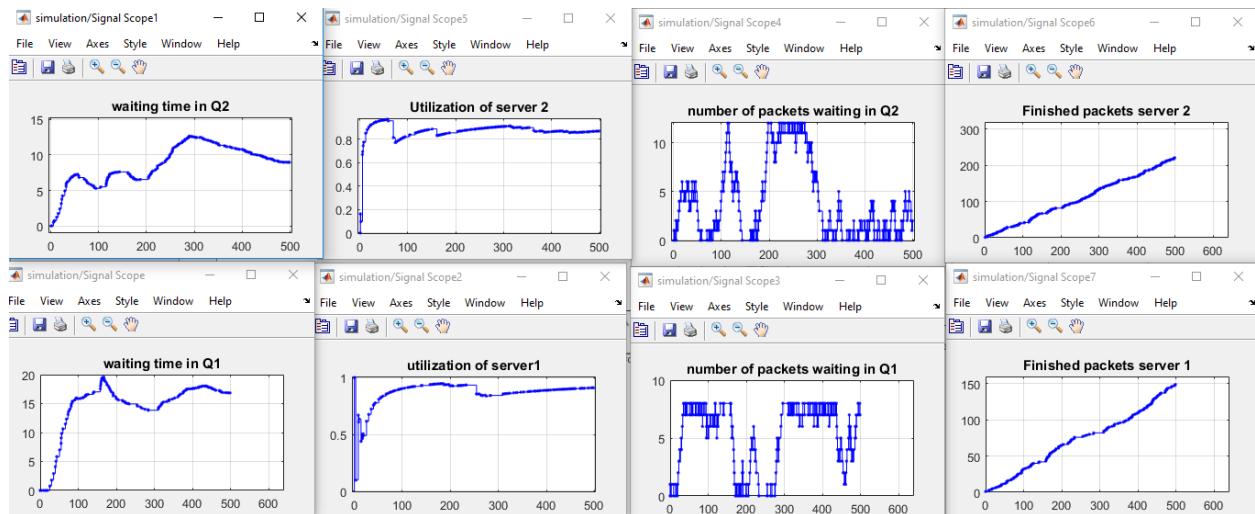 simulation/Signal Scope1
File View Axes Style Window Help
waiting time in Q2
15
10
5
0
0 100 200 300 400 500
simulation/Signal Scope5
File View Axes Style Window Help
Utilization of server 2
0.8
0.6
0.4
0.2
0
0 100 200 300 400 500
simulation/Signal Scope4
File View Axes Style Window Help
number of packets waiting in Q2
10
5
0
0 100 200 300 400 500
simulation/Signal Scope6
File View Axes Style Window Help
Finished packets server 2
300
200
100
0
0 100 200 300 400 500 600
simulation/Signal Scope
File View Axes Style Window Help
waiting time in Q1
20
15
10
5
0
0 100 200 300 400 500 600
simulation/Signal Scope2
File View Axes Style Window Help
utilization of server1
1
0.5
0
0 100 200 300 400 500
simulation/Signal Scope3
File View Axes Style Window Help
number of packets waiting in Q1
10
5
0
0 100 200 300 400 500 600
simulation/Signal Scope7
File View Axes Style Window Help
Finished packets server 1
150
100
50
0
0 100 200 300 400 500 600